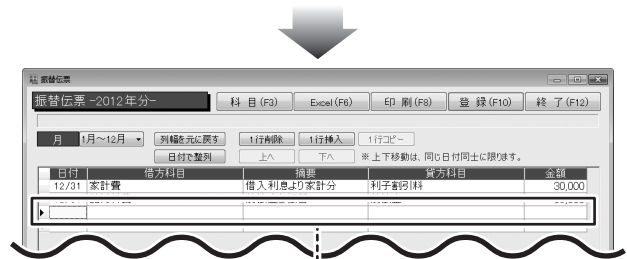 振替伝票
振替伝票 -2012年分-
科 目(F3)
Excel(F6)
印 刷(F8)
登 録(F10)
終 了(F12)
月 1月～12月
列幅を元に戻す
1行削除
1行挿入
1行コピー
日付で整列
上へ
下へ
※上下移動は、同じ日付同士に限ります。
日付 借方科目 摘要 貸方科目 金額
12/31 家計費 借入利息より家計分 利子割引料 30,000